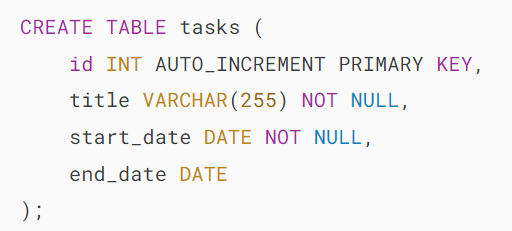 CREATE TABLE tasks (
    id INT AUTO_INCREMENT PRIMARY KEY,
    title VARCHAR(255) NOT NULL,
    start_date DATE NOT NULL,
    end_date DATE
);